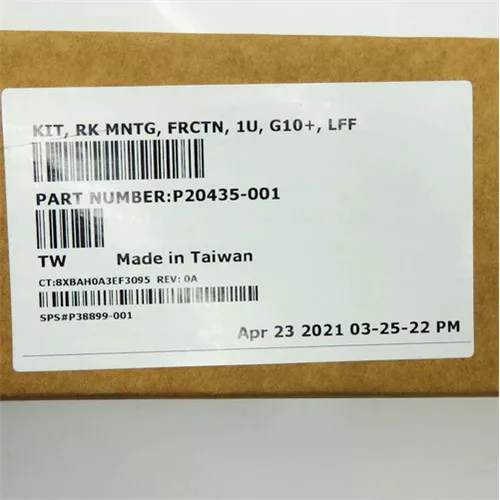 KIT, RK MNTG, FRCTN, 1U, G10+, LFF
PART NUMBER:P20435-001
TW Made in Taiwan
CT:8XBAH0A3EF3095 REV: 0A
SPS#P38899-001
Apr 23 2021 03-25-22 PM